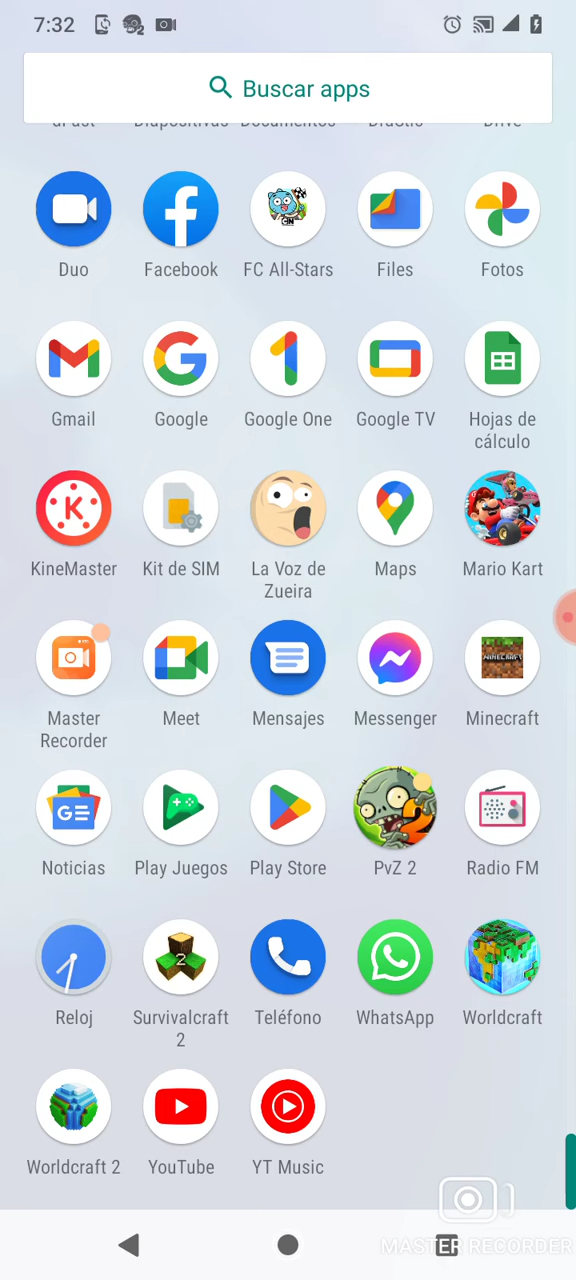 7:32
Buscar apps
Diapositivas Documentos Drive
Duo Facebook FC All-Stars Files Fotos
Gmail Google Google One Google TV Hojas de
cálculo
KineMaster Kit de SIM La Voz de Maps Mario Kart
Zueira
Master Meet Mensajes Messenger Minecraft
Recorder
Noticias Play Juegos Play Store PvZ 2 Radio FM
Reloj Survivalcraft Teléfono WhatsApp Worldcraft
2
Worldcraft 2 YouTube YT Music
MASTER RECORDER